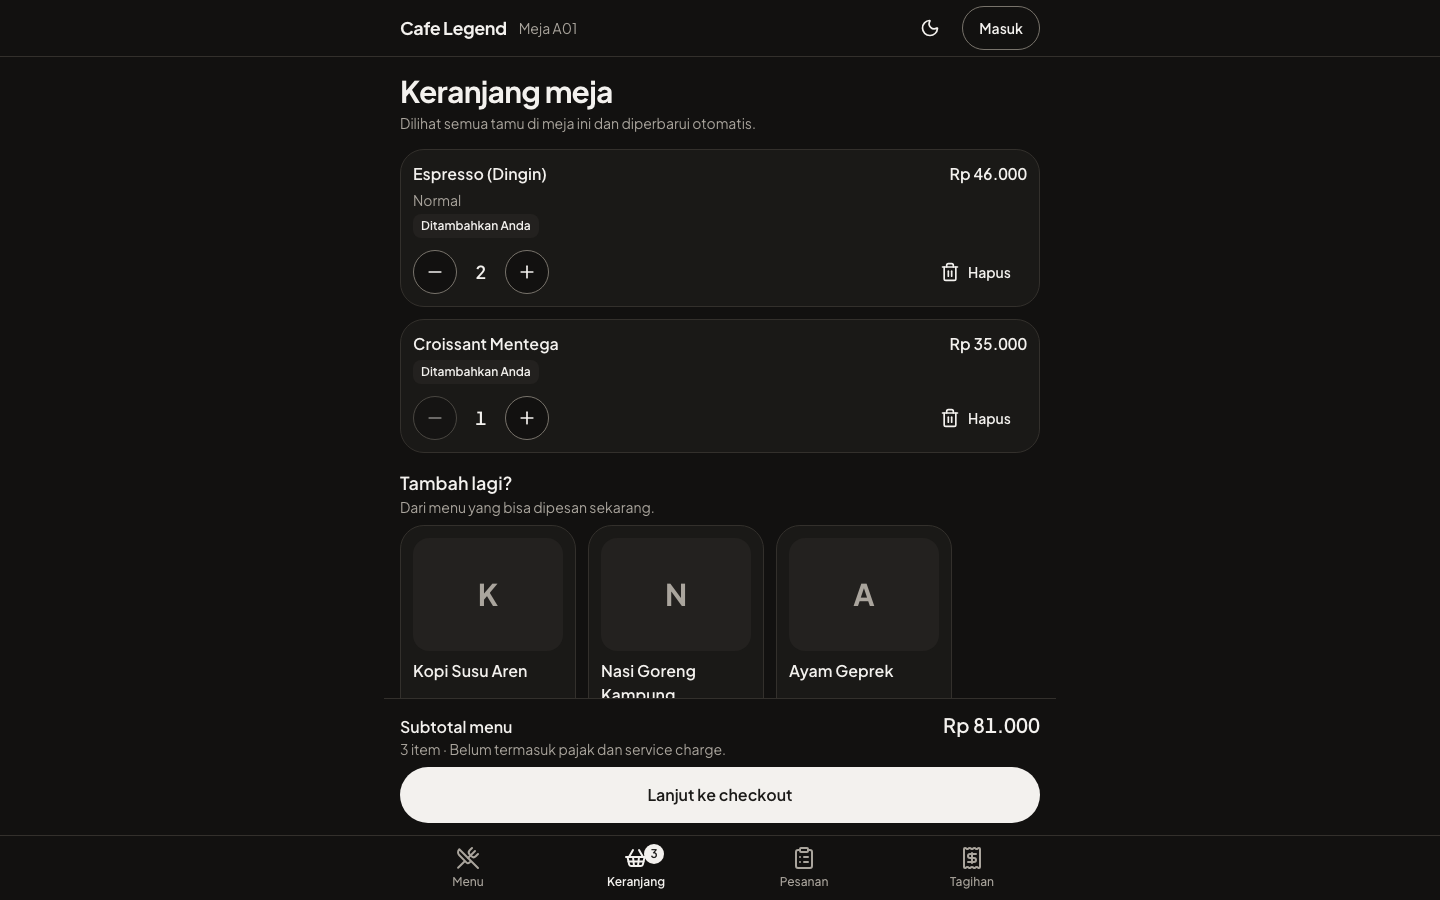 Cafe Legend Meja A01 Masuk
Keranjang meja
Dilihat semua tamu di meja ini dan diperbarui otomatis.
Espresso (Dingin) Rp 46.000
Normal
Ditambahkan Anda
2 Hapus
Croissant Mentega Rp 35.000
Ditambahkan Anda
1 Hapus
Tambah lagi?
Dari menu yang bisa dipesan sekarang.
K N A
Kopi Susu Aren Nasi Goreng Ayam Geprek
Kampung
Subtotal menu Rp 81.000
3 item · Belum termasuk pajak dan service charge.
Lanjut ke checkout
3
Menu Keranjang Pesanan Tagihan